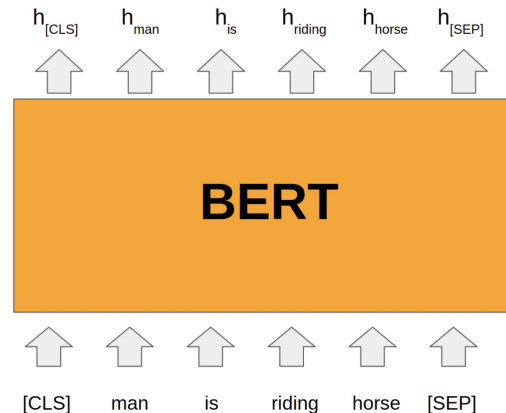 h[CLS] hman his hriding hhorse h[SEP]
BERT
[CLS] man is riding horse [SEP]